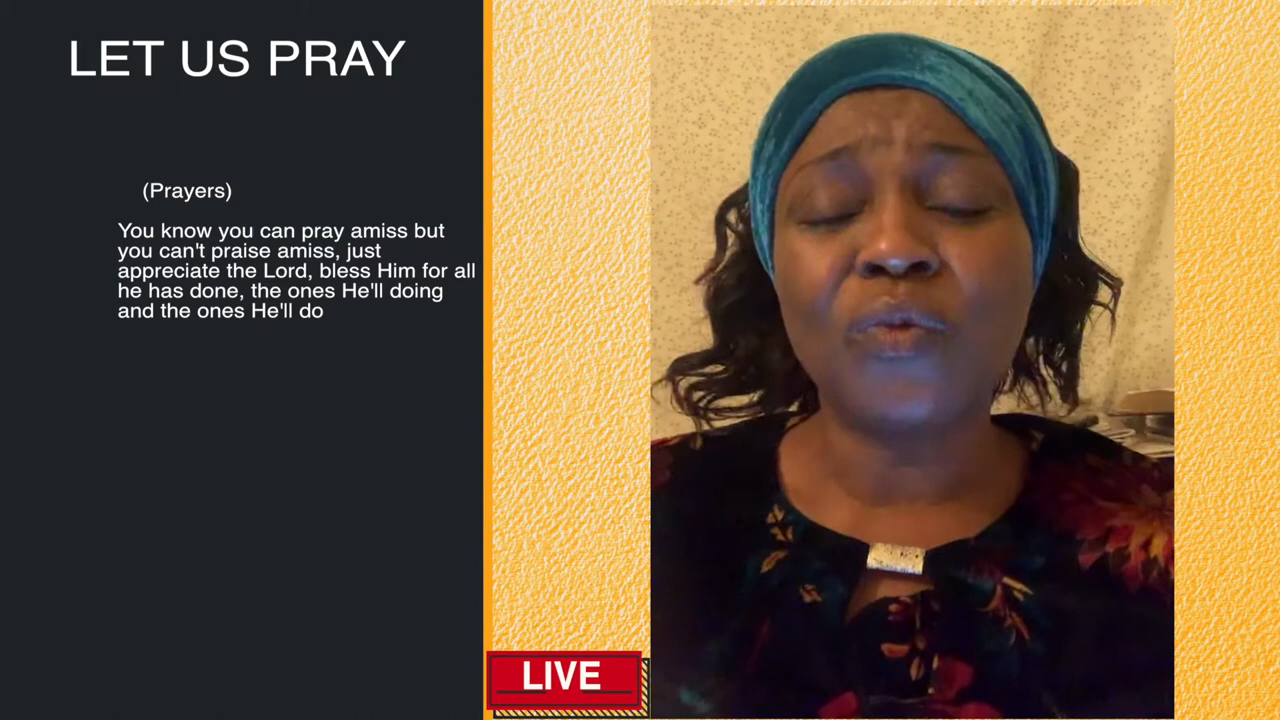 LET US PRAY
(Prayers)
You know you can pray amiss but
you can't praise amiss, just
appreciate the Lord, bless Him for all
he has done, the ones He'll doing
and the ones He'll do
LIVE